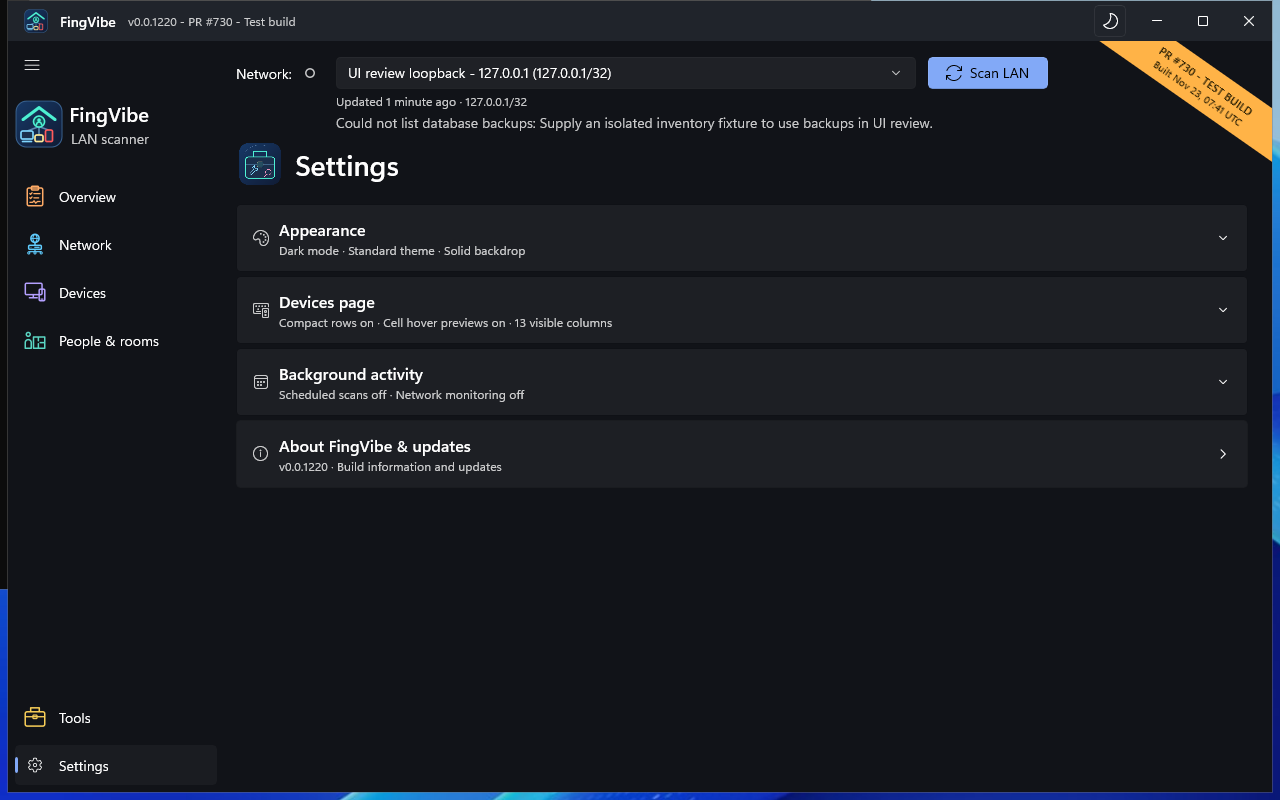 FingVibe v0.0.1220 - PR #730 - Test build
PR #730 - TEST BUILD
Built Nov 23, 07:41 UTC
Network: UI review loopback - 127.0.0.1 (127.0.0.1/32) Scan LAN
Updated 1 minute ago · 127.0.0.1/32
Could not list database backups: Supply an isolated inventory fixture to use backups in UI review.
FingVibe
LAN scanner
Overview
Network
Devices
People & rooms
Tools
Settings
Settings
Appearance
Dark mode · Standard theme · Solid backdrop
Devices page
Compact rows on · Cell hover previews on · 13 visible columns
Background activity
Scheduled scans off · Network monitoring off
About FingVibe & updates
v0.0.1220 · Build information and updates